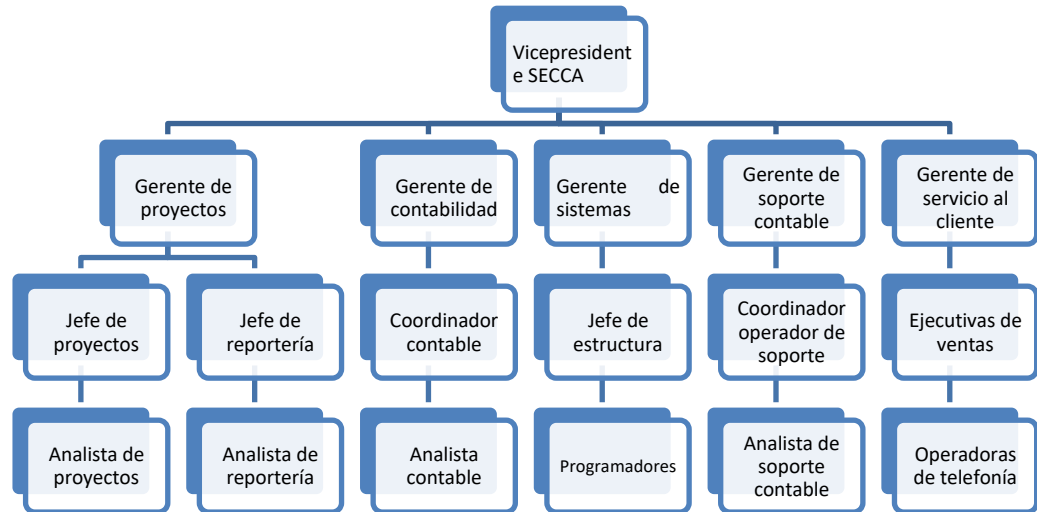 Vicepresident
e SECCA
Gerente de
proyectos
Gerente de
contabilidad
Gerente de
sistemas
Gerente de
soporte
contable
Gerente de
servicio al
cliente
Jefe de
proyectos
Jefe de
reportería
Coordinador
contable
Jefe de
estructura
Coordinador
operador de
soporte
Ejecutivas de
ventas
Analista de
proyectos
Analista de
reportería
Analista
contable
Programadores
Analista de
soporte
contable
Operadoras
de telefonía